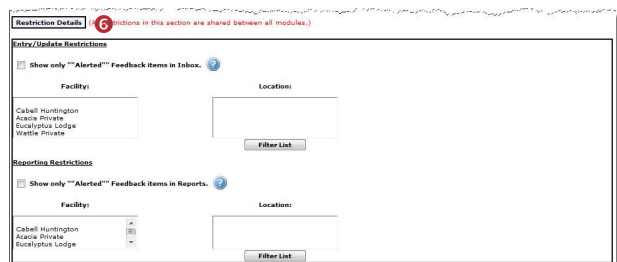 Restriction Details
6
trictions in this section are shared between all modules.)
Entry/Update Restrictions
Show only ""Alerted"" Feedback items in Inbox. ?
Facility: Location:
Cabell Huntington
Acacia Private
Eucalyptus Lodge
Wattle Private
Filter List
Reporting Restrictions
Show only ""Alerted"" Feedback items in Reports. ?
Facility: Location:
Cabell Huntington
Acacia Private
Eucalyptus Lodge
Filter List